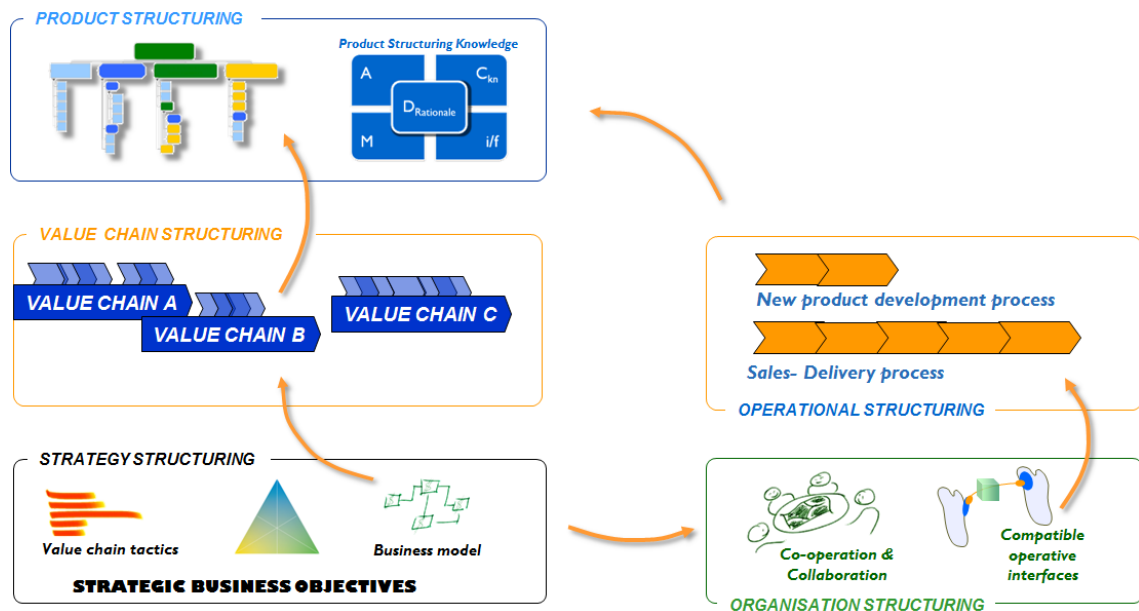 PRODUCT STRUCTURING
Product Structuring Knowledge
A
Ckn
DRationale
M
i/f
VALUE CHAIN STRUCTURING
VALUE CHAIN A
VALUE CHAIN B
VALUE CHAIN C
New product development process
Sales- Delivery process
OPERATIONAL STRUCTURING
STRATEGY STRUCTURING
Value chain tactics
Business model
STRATEGIC BUSINESS OBJECTIVES
Co-operation &
Collaboration
Compatible
operative
interfaces
ORGANISATION STRUCTURING